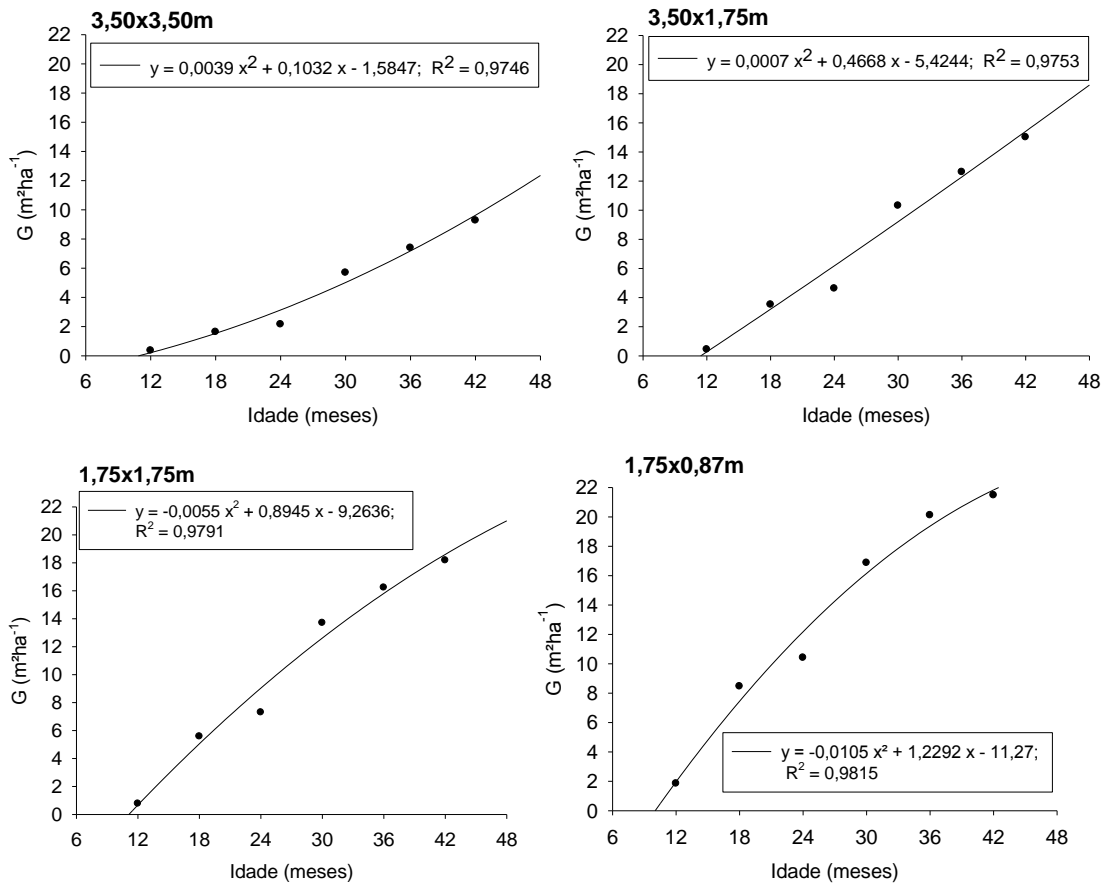 3,50x3,50m
y = 0,0039 x² + 0,1032 x - 1,5847; R² = 0,9746
22
20
18
16
14
12
10
8
6
4
2
0
G (m²ha⁻¹)
6 12 18 24 30 36 42 48
Idade (meses)
3,50x1,75m
y = 0,0007 x² + 0,4668 x - 5,4244; R² = 0,9753
22
20
18
16
14
12
10
8
6
4
2
0
G (m²ha⁻¹)
6 12 18 24 30 36 42 48
Idade (meses)
1,75x1,75m
y = -0,0055 x² + 0,8945 x - 9,2636;
R² = 0,9791
22
20
18
16
14
12
10
8
6
4
2
0
G (m²ha⁻¹)
6 12 18 24 30 36 42 48
Idade (meses)
1,75x0,87m
22
20
18
16
14
12
10
8
6
4
2
0
G (m²ha⁻¹)
y = -0,0105 x² + 1,2292 x - 11,27;
R² = 0,9815
6 12 18 24 30 36 42 48
Idade (meses)